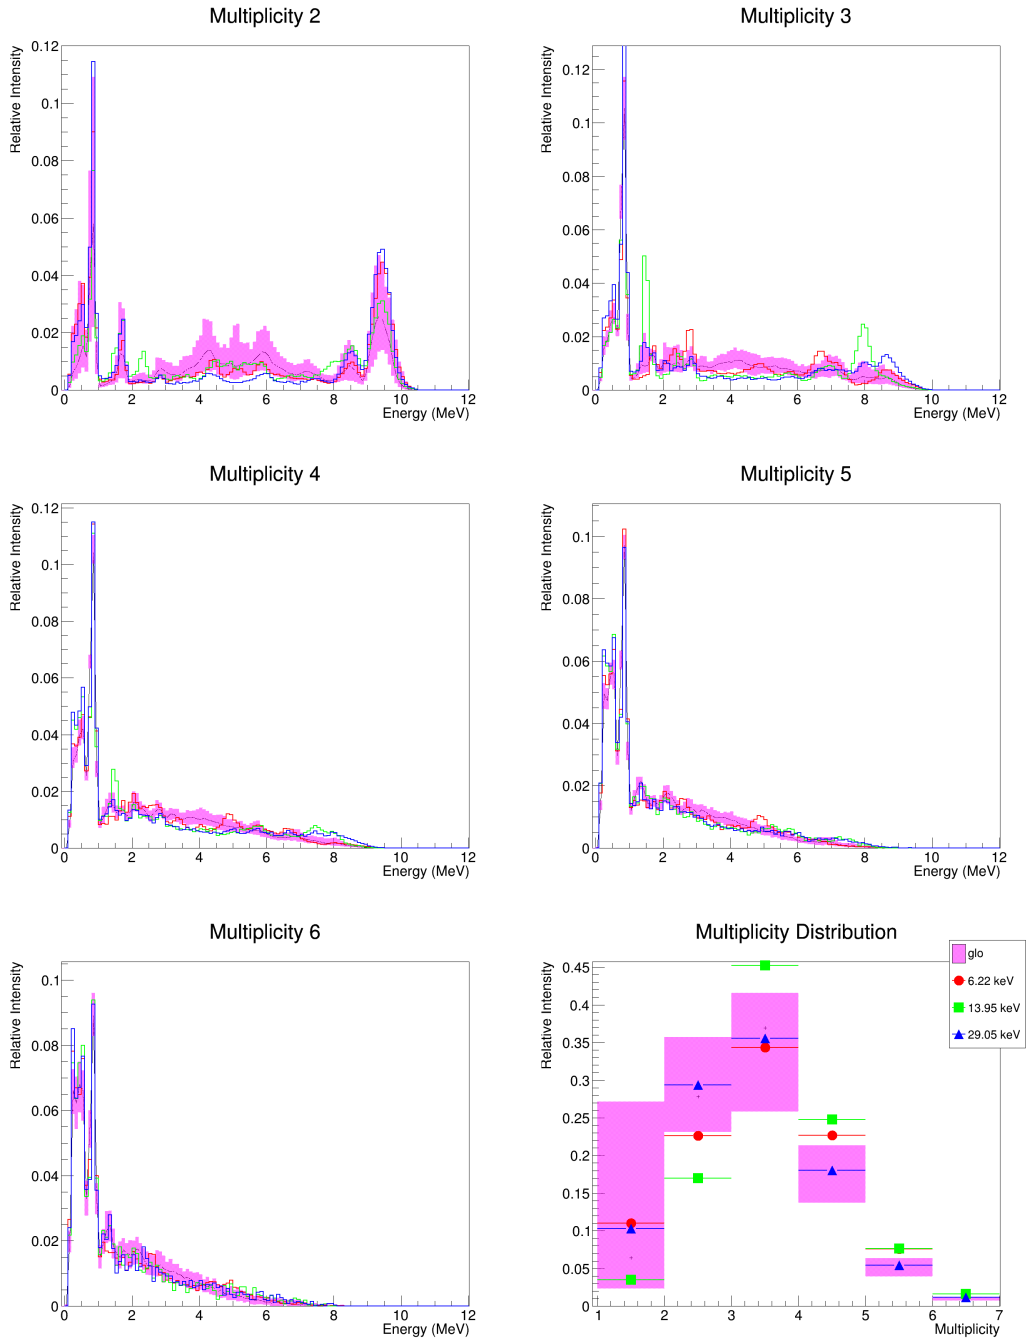 Multiplicity 2
Relative Intensity
0.12
0.1
0.08
0.06
0.04
0.02
0
0 2 4 6 8 10 12
Energy (MeV)
Multiplicity 3
Relative Intensity
0.12
0.1
0.08
0.06
0.04
0.02
0
0 2 4 6 8 10 12
Energy (MeV)
Multiplicity 4
Relative Intensity
0.12
0.1
0.08
0.06
0.04
0.02
0
0 2 4 6 8 10 12
Energy (MeV)
Multiplicity 5
Relative Intensity
0.1
0.08
0.06
0.04
0.02
0
0 2 4 6 8 10 12
Energy (MeV)
Multiplicity 6
Relative Intensity
0.1
0.08
0.06
0.04
0.02
0
0 2 4 6 8 10 12
Energy (MeV)
Multiplicity Distribution
Relative Intensity
0.45
0.4
0.35
0.3
0.25
0.2
0.15
0.1
0.05
0
1 2 3 4 5 6 7
Multiplicity
glo
6.22 keV
13.95 keV
29.05 keV